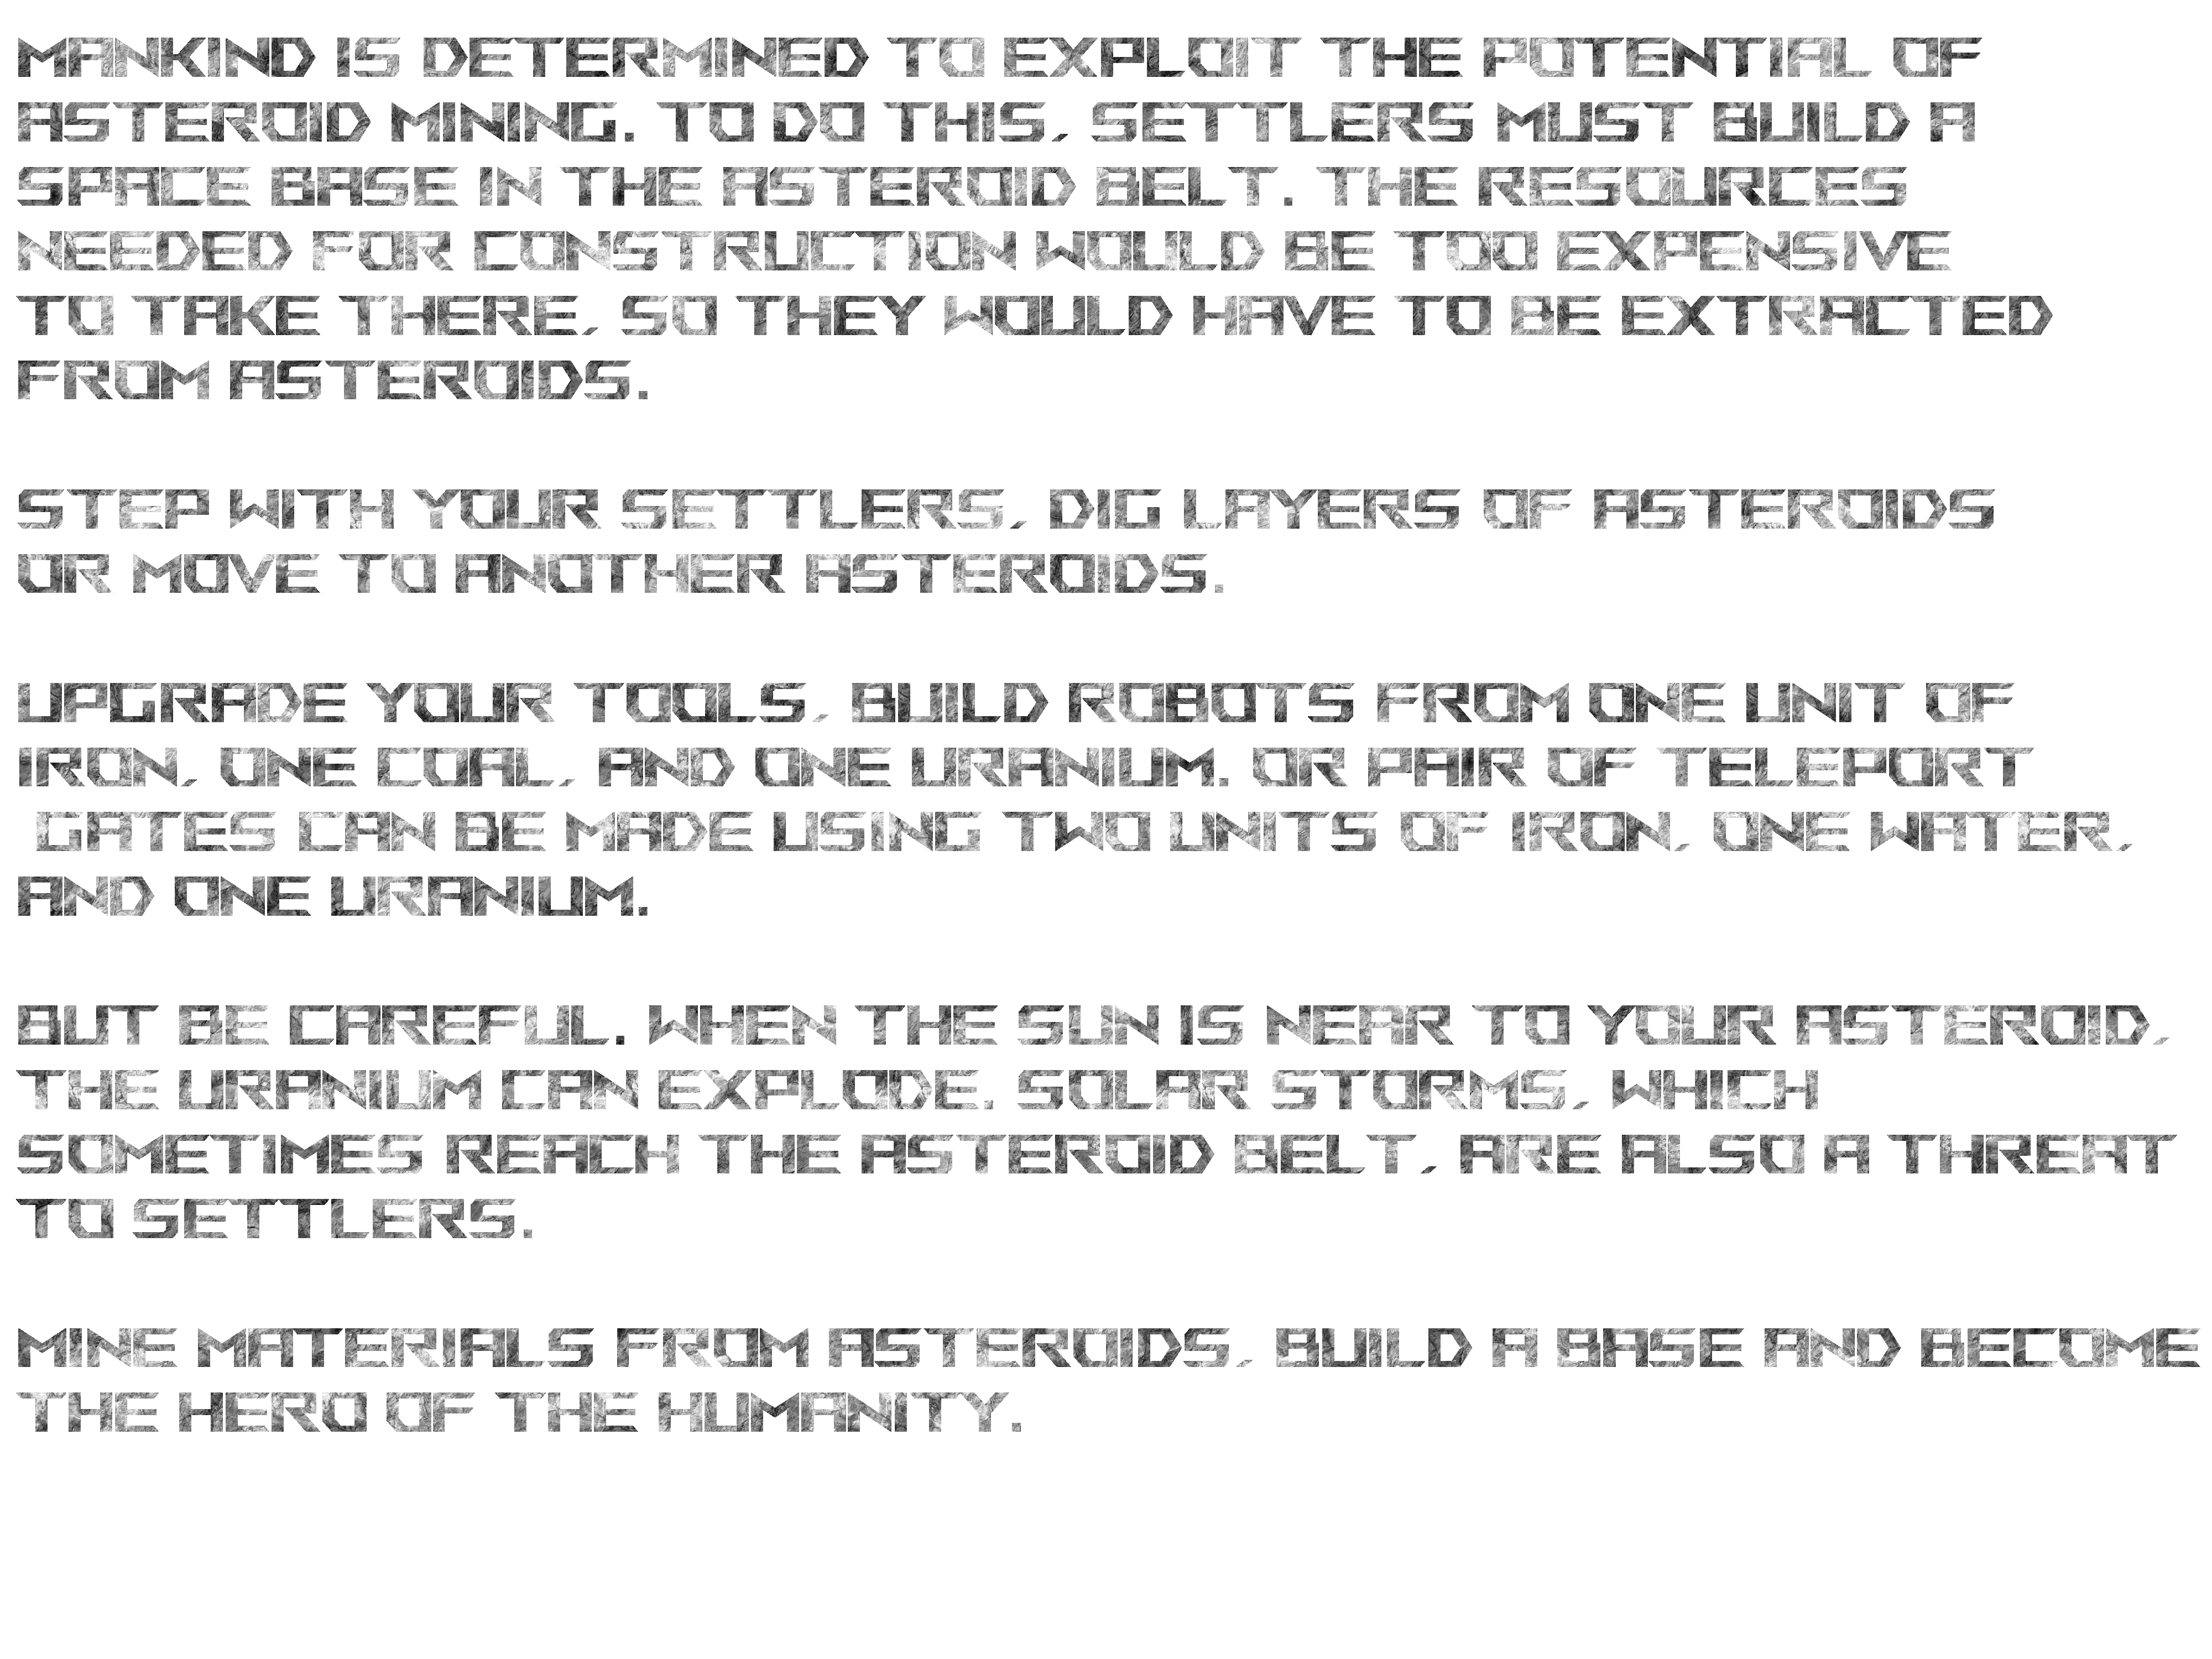 MANKIND IS DETERMINED TO EXPLOIT THE POTENTIAL OF
ASTEROID MINING. TO DO THIS, SETTLERS MUST BUILD A
SPACE BASE IN THE ASTEROID BELT. THE RESOURCES
NEEDED FOR CONSTRUCTION WOULD BE TOO EXPENSIVE
TO TAKE THERE, SO THEY WOULD HAVE TO BE EXTRACTED
FROM ASTEROIDS.
STEP WITH YOUR SETTLERS, DIG LAYERS OF ASTEROIDS
OR MOVE TO ANOTHER ASTEROIDS.
UPGRADE YOUR TOOLS, BUILD ROBOTS FROM ONE UNIT OF
IRON, ONE COAL, AND ONE URANIUM. OR PAIR OF TELEPORT
GATES CAN BE MADE USING TWO UNITS OF IRON, ONE WATER,
AND ONE URANIUM.
BUT BE CAREFUL. WHEN THE SUN IS NEAR TO YOUR ASTEROID,
THE URANIUM CAN EXPLODE. SOLAR STORMS, WHICH
SOMETIMES REACH THE ASTEROID BELT, ARE ALSO A THREAT
TO SETTLERS.
MINE MATERIALS FROM ASTEROIDS, BUILD A BASE AND BECOME
THE HERO OF THE HUMANITY.